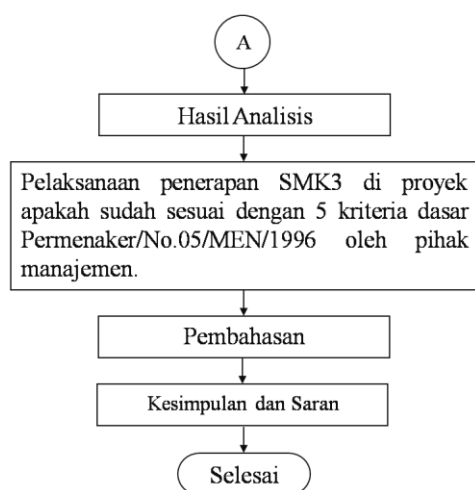 A
Hasil Analisis
Pelaksanaan penerapan SMK3 di proyek
apakah sudah sesuai dengan 5 kriteria dasar
Permenaker/No.05/MEN/1996 oleh pihak
manajemen.
Pembahasan
Kesimpulan dan Saran
Selesai